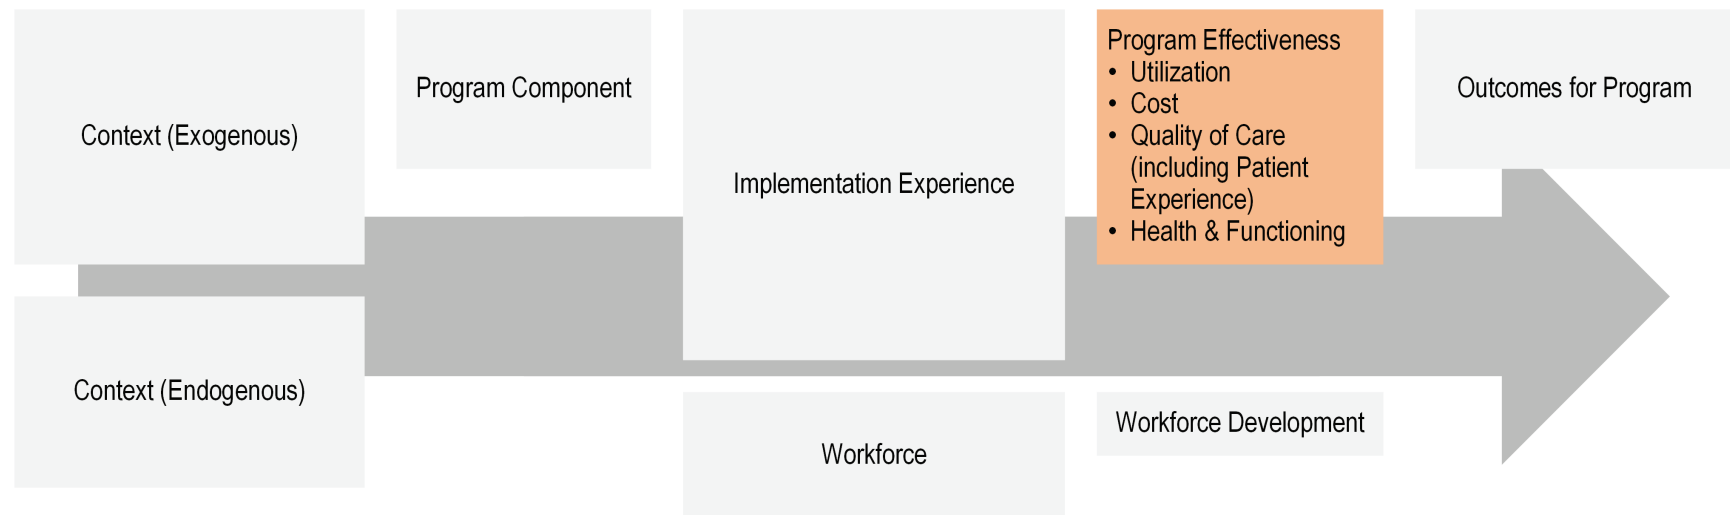 Context (Exogenous)
Context (Endogenous)
Program Component
Implementation Experience
Workforce
Program Effectiveness
• Utilization
• Cost
• Quality of Care
(including Patient
Experience)
• Health & Functioning
Workforce Development
Outcomes for Program